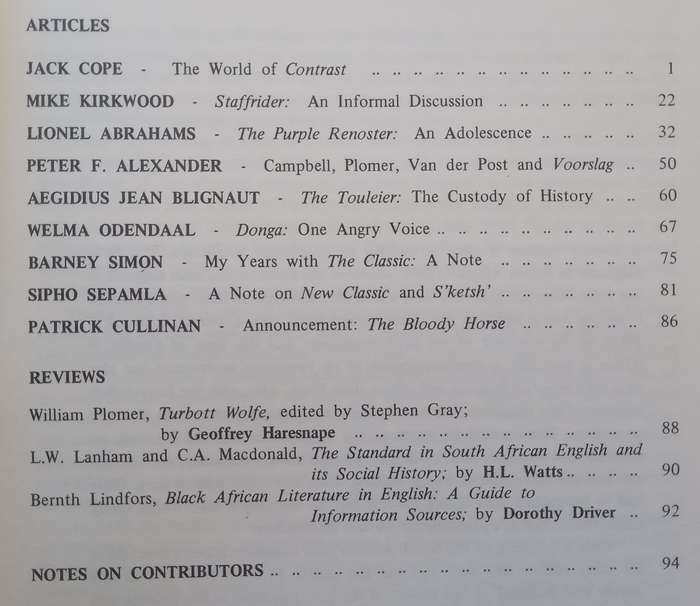 ARTICLES
JACK COPE - The World of Contrast .. .. .. .. .. .. .. .. .. .. .. .. .. 1
MIKE KIRKWOOD - Staffrider: An Informal Discussion .. .. .. .. .. .. .. 22
LIONEL ABRAHAMS - The Purple Renoster: An Adolescence .. .. .. .. .. 32
PETER F. ALEXANDER - Campbell, Plomer, Van der Post and Voorslag .. 50
AEGIDIUS JEAN BLIGNAUT - The Touleier: The Custody of History .. .. 60
WELMA ODENDAAL - Donga: One Angry Voice .. .. .. .. .. .. .. .. .. 67
BARNEY SIMON - My Years with The Classic: A Note .. .. .. .. .. .. .. 75
SIPHO SEPAMLA - A Note on New Classic and S'ketsh' .. .. .. .. .. .. .. 81
PATRICK CULLINAN - Announcement: The Bloody Horse .. .. .. .. .. .. 86
REVIEWS
William Plomer, Turbott Wolfe, edited by Stephen Gray;
by Geoffrey Haresnape .. .. .. .. .. .. .. .. .. .. .. .. .. .. 88
L.W. Lanham and C.A. Macdonald, The Standard in South African English and
its Social History; by H.L. Watts .. .. .. .. 90
Bernth Lindfors, Black African Literature in English: A Guide to
Information Sources; by Dorothy Driver .. 92
NOTES ON CONTRIBUTORS .. .. .. .. .. .. .. .. .. .. .. .. .. .. .. .. .. .. 94